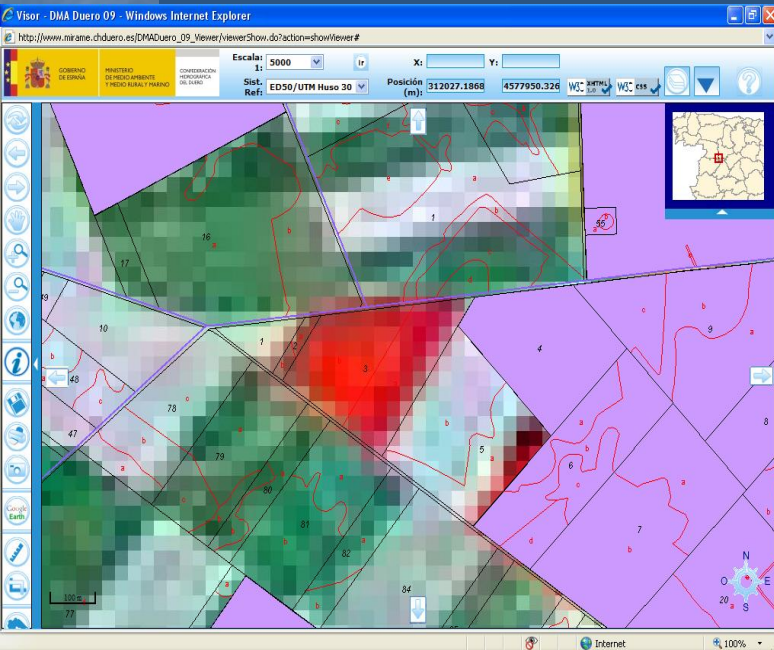 Visor - DMA Duero 09 - Windows Internet Explorer
http://www.mirame.chduero.es/DMADuero_09_Viewer/viewerShow.do?action=showViewer#
GOBIERNO DE ESPAÑA
MINISTERIO DE MEDIO AMBIENTE Y MEDIO RURAL Y MARINO
CONFEDERACIÓN HIDROGRÁFICA DEL DUERO
Escala: 1: 5000
Ir
X:
Y:
Sist. Ref: ED50/UTM Huso 30
Posición (m): 312027.1868
4577950.326
W3C XHTML 1.0
W3C css
c
c
e
a
1
b
55
a
b
16
a
b
17
d
c
10
b
c
a
48
47
78
c
b
a
c
79
1
2
3
4
b
5
a
c
b
9
a
8
a
b
6
c
a
7
d
b
a
b
80
81
a
82
b
84
a
b
20
a
100 m
77
N
O
E
S
Google Earth
Internet
100%